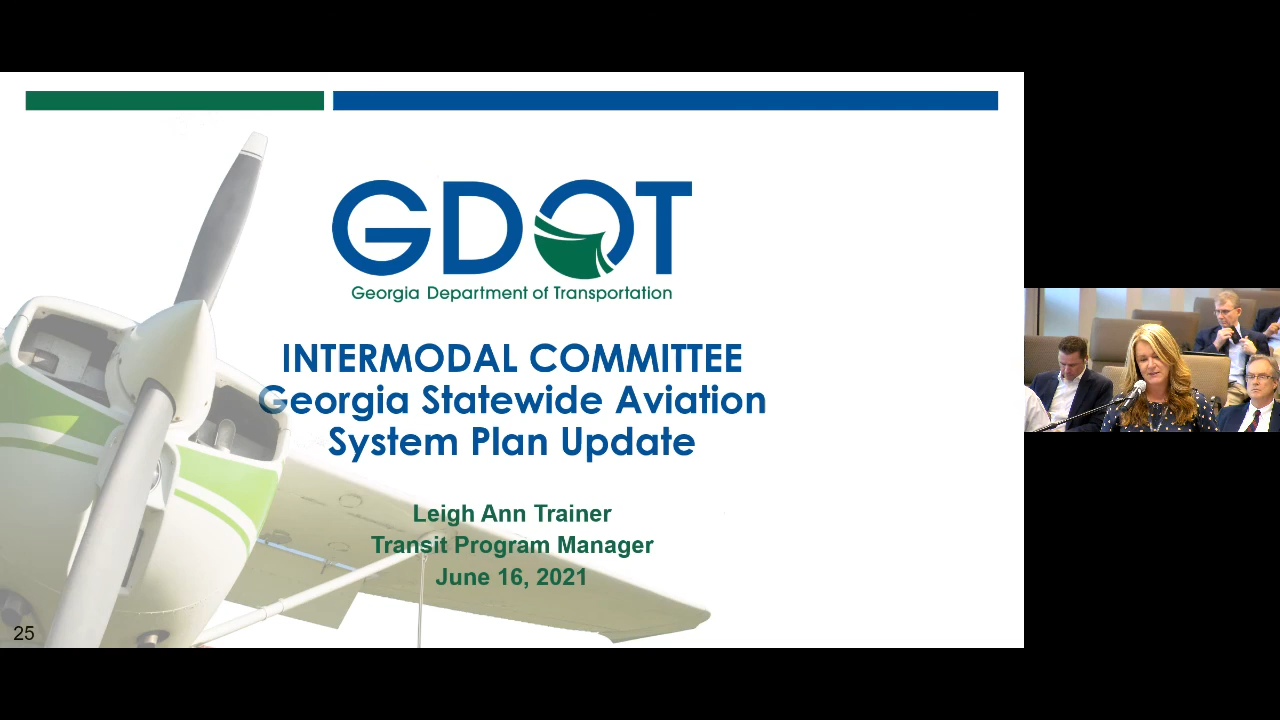 GDOT
Georgia Department of Transportation
INTERMODAL COMMITTEE
Georgia Statewide Aviation
System Plan Update
Leigh Ann Trainer
Transit Program Manager
June 16, 2021
25